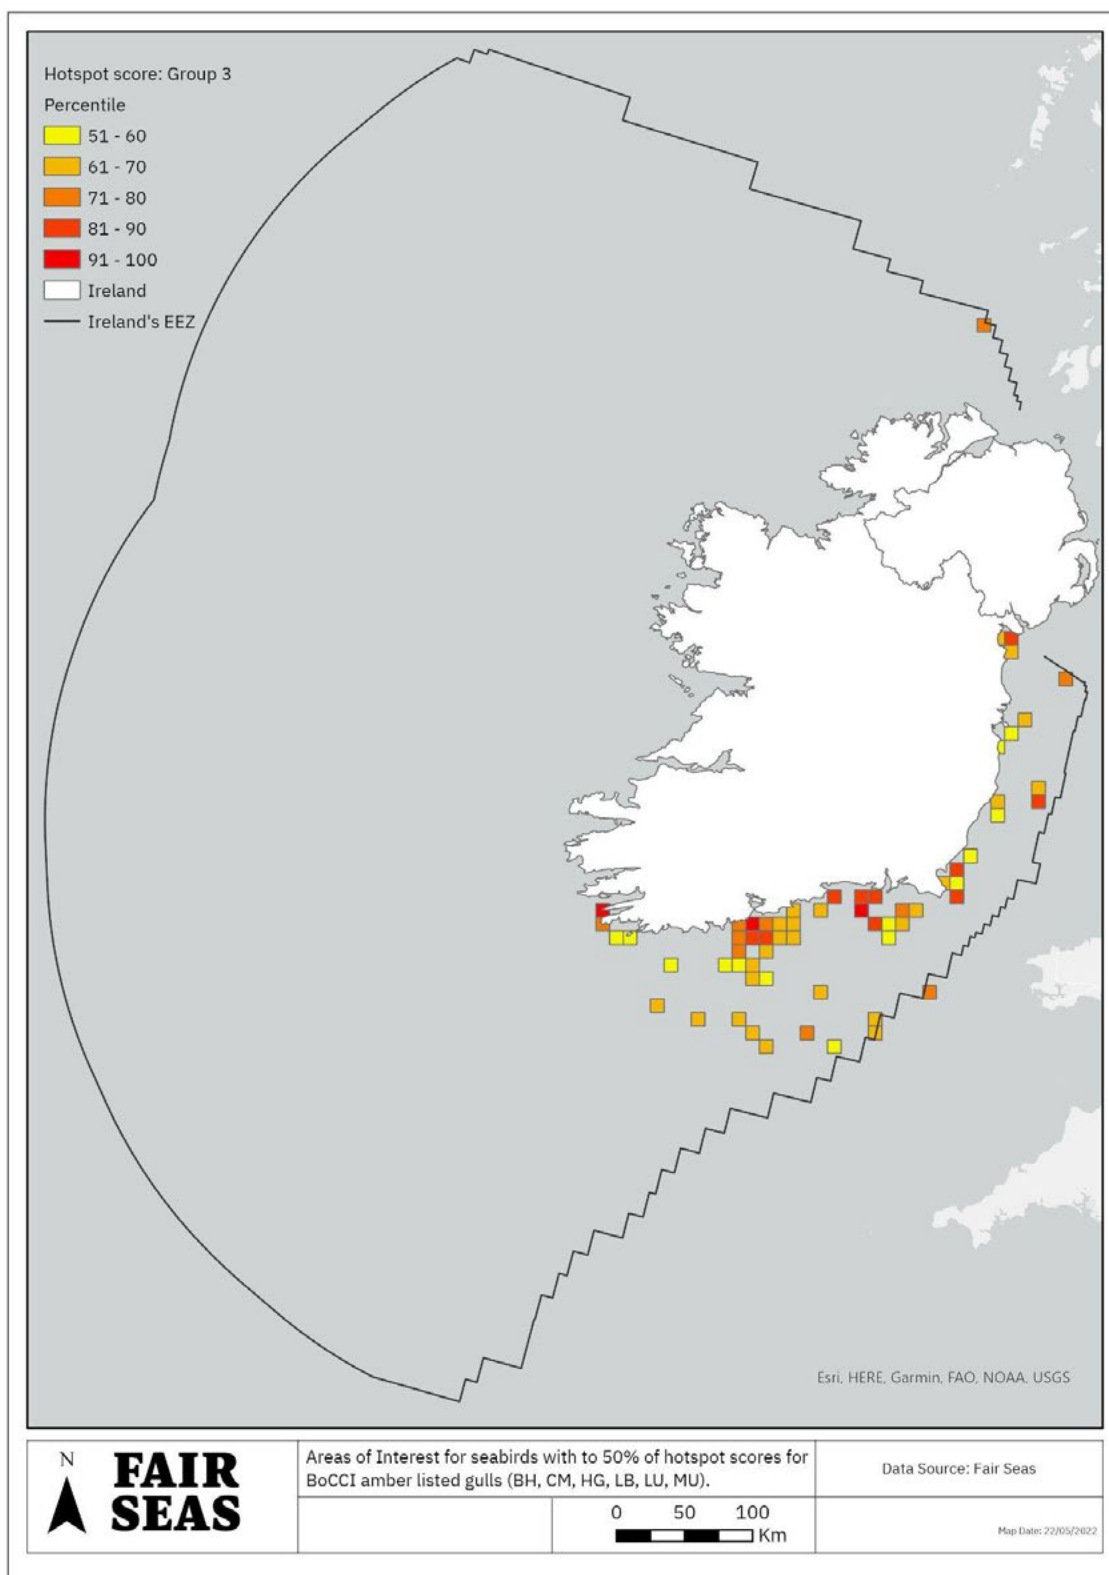 Hotspot score: Group 3
Percentile
51 - 60
61 - 70
71 - 80
81 - 90
91 - 100
Ireland
Ireland's EEZ
Esri, HERE, Garmin, FAO, NOAA, USGS
N
FAIR
SEAS
Areas of Interest for seabirds with to 50% of hotspot scores for
BoCCI amber listed gulls (BH, CM, HG, LB, LU, MU).
0 50 100
Km
Data Source: Fair Seas
Map Date: 22/05/2022